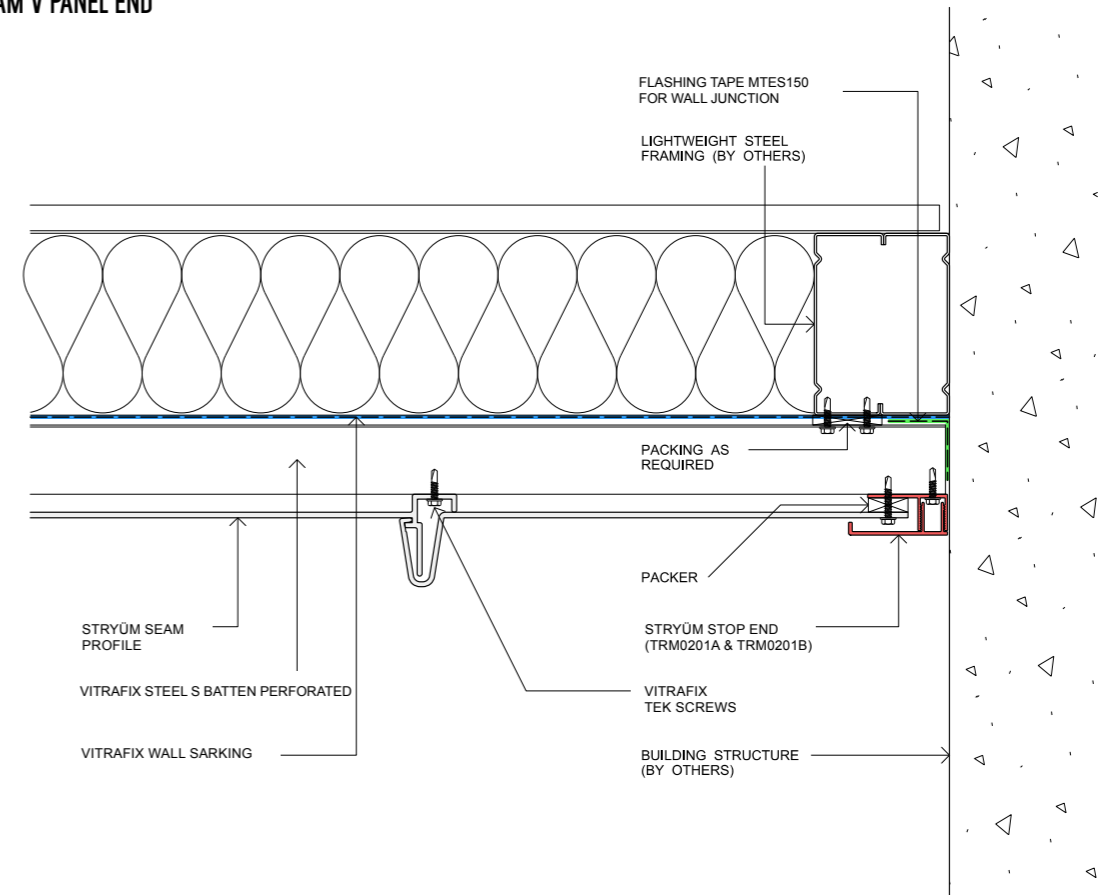 V PANEL END
FLASHING TAPE MTES150
FOR WALL JUNCTION
LIGHTWEIGHT STEEL
FRAMING (BY OTHERS)
PACKING AS
REQUIRED
PACKER
STRYÜM SEAM
PROFILE
STRYÜM STOP END
(TRM0201A & TRM0201B)
VITRAFIX STEEL S BATTEN PERFORATED
VITRAFIX
TEK SCREWS
VITRAFIX WALL SARKING
BUILDING STRUCTURE
(BY OTHERS)